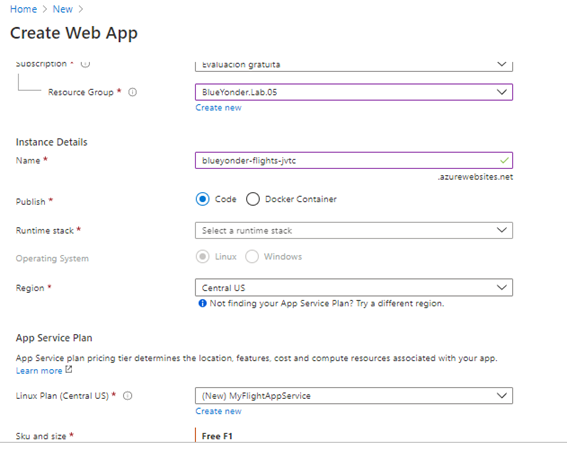 Home > New >
Create Web App
Subscription *
Evaluación gratuita
Resource Group *
BlueYonder.Lab.05
Create new
Instance Details
Name *
blueyonder-flights-jvtc
.azurewebsites.net
Publish *
Code
Docker Container
Runtime stack *
Select a runtime stack
Operating System
Linux
Windows
Region *
Central US
Not finding your App Service Plan? Try a different region.
App Service Plan
App Service plan pricing tier determines the location, features, cost and compute resources associated with your app.
Learn more
Linux Plan (Central US) *
(New) MyFlightAppService
Create new
Sku and size *
Free F1